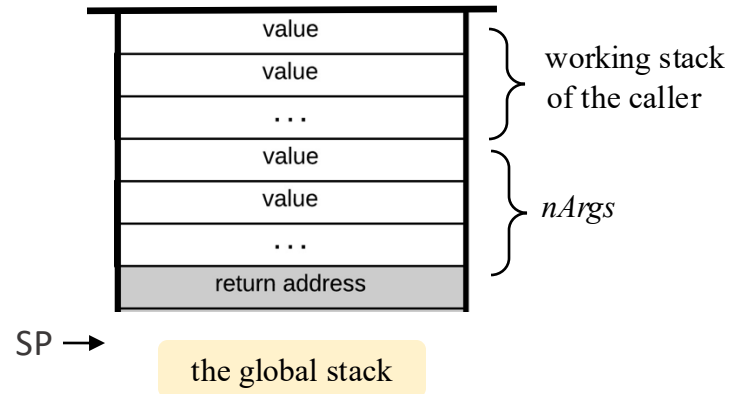 value
value
...
value
value
...
return address
working stack
of the caller
nArgs
SP
the global stack